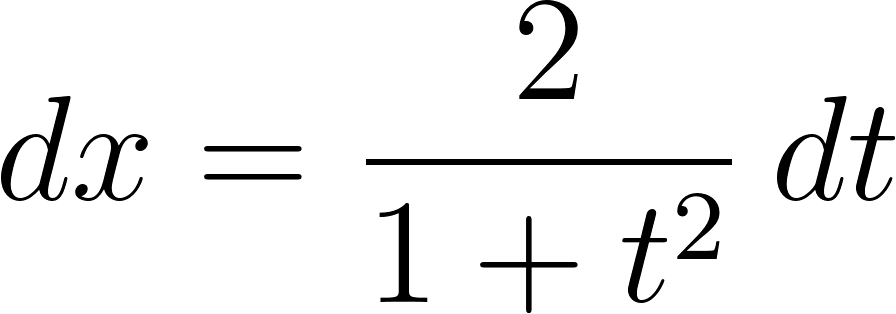 dx = \frac{2}{1 + t^2} dt